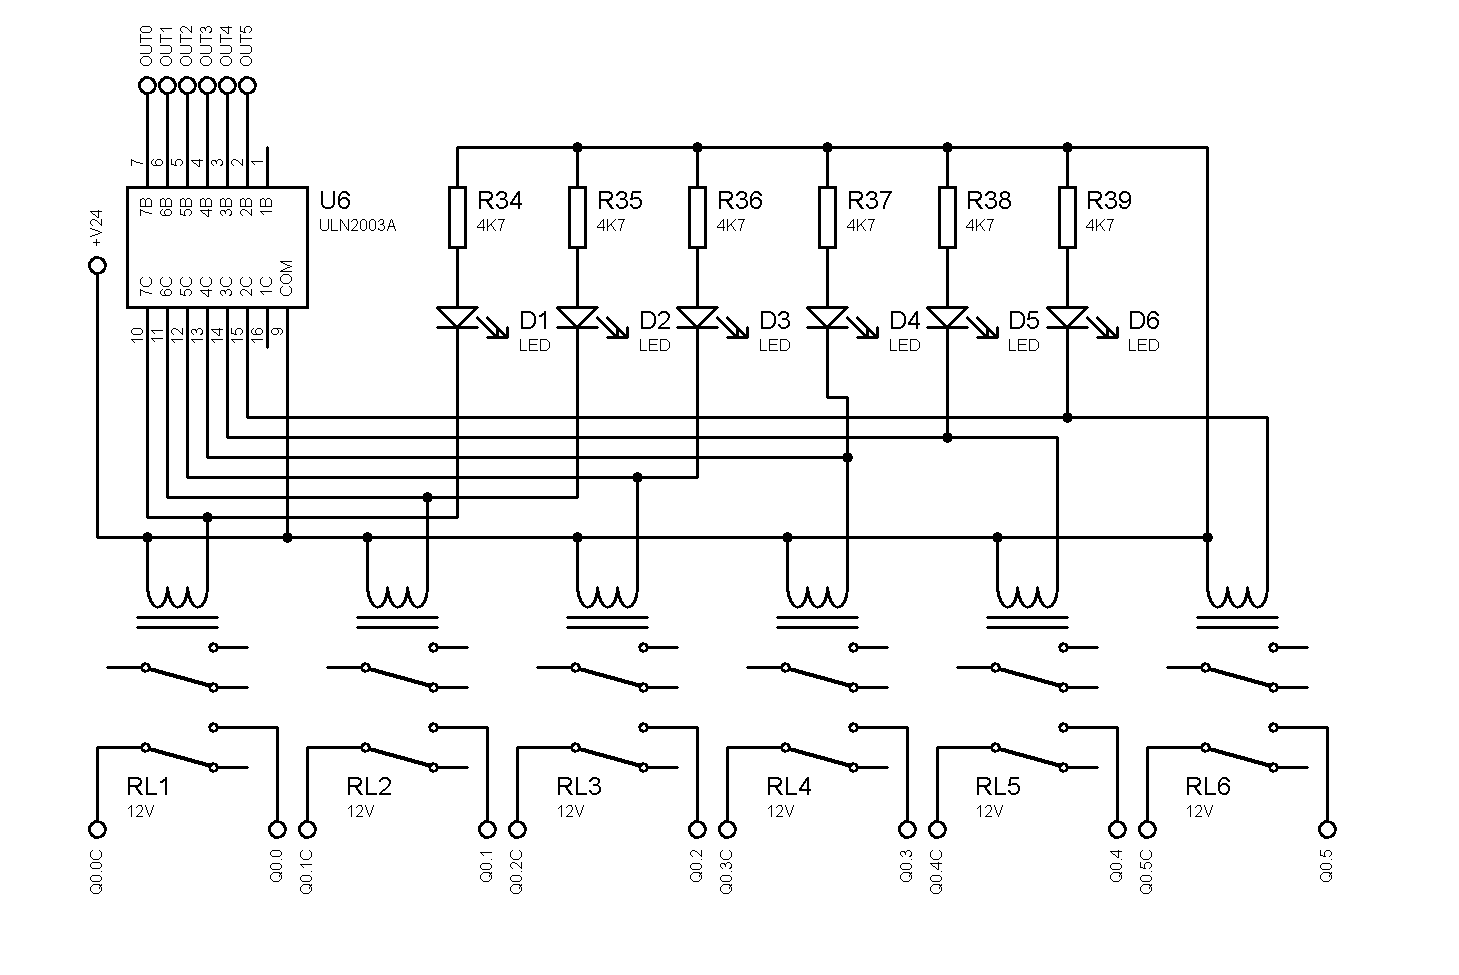 OUT0
OUT1
OUT2
OUT3
OUT4
OUT5
7
6
5
4
3
2
1
7B
6B
5B
4B
3B
2B
1B
U6
ULN2003A
+V24
7C
6C
5C
4C
3C
2C
1C
COM
10
11
12
13
14
15
16
9
R34
4K7
R35
4K7
R36
4K7
R37
4K7
R38
4K7
R39
4K7
D1
LED
D2
LED
D3
LED
D4
LED
D5
LED
D6
LED
RL1
12V
RL2
12V
RL3
12V
RL4
12V
RL5
12V
RL6
12V
Q0.0C
Q0.0
Q0.1C
Q0.1
Q0.2C
Q0.2
Q0.3C
Q0.3
Q0.4C
Q0.4
Q0.5C
Q0.5